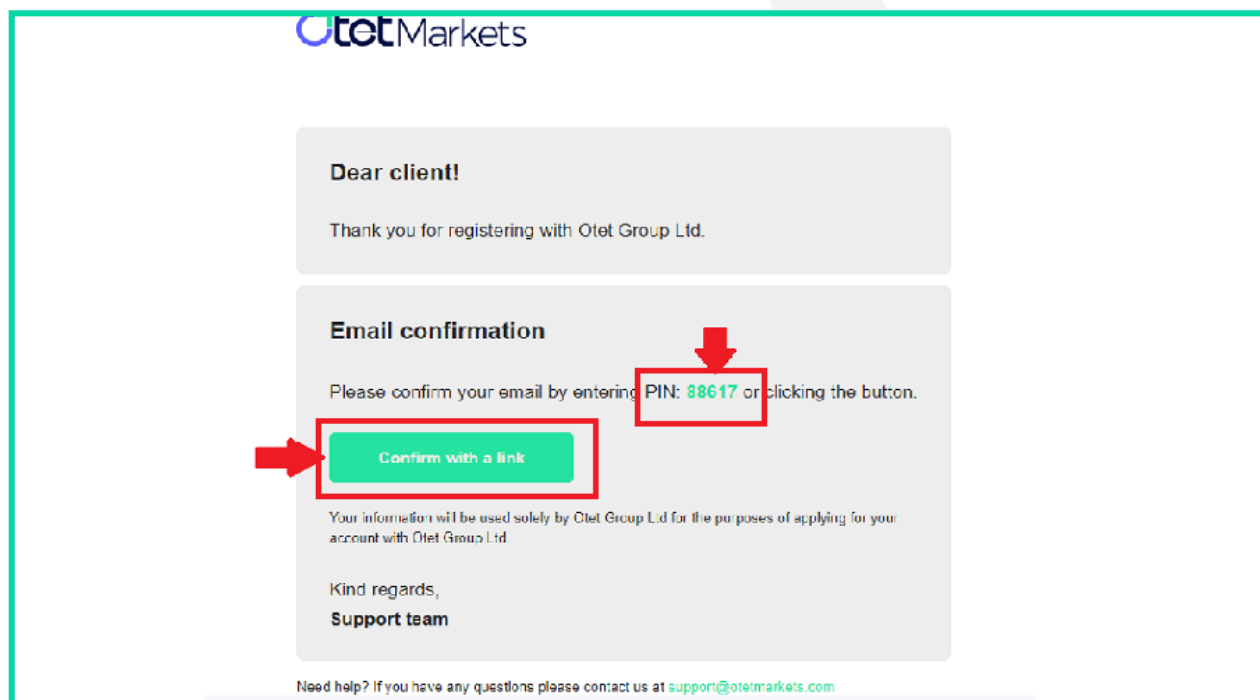 OtetMarkets
Dear client!
Thank you for registering with Otet Group Ltd.
Email confirmation
Please confirm your email by entering PIN: 88617 or clicking the button.
Confirm with a link
Your information will be used solely by Otet Group Ltd for the purposes of applying for your
account with Otet Group Ltd
Kind regards,
Support team
Need help? If you have any questions please contact us at support@otetmarkets.com